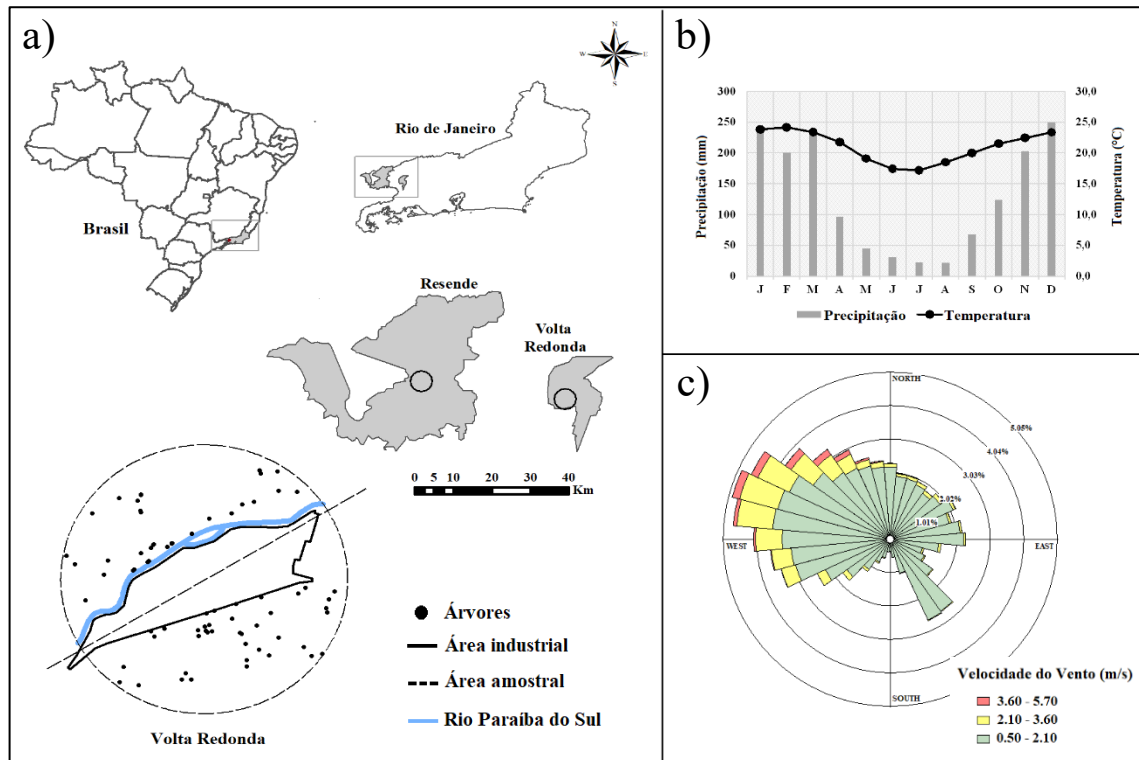 a)
N
W
E
S
Rio de Janeiro
Brasil
Resende
Volta
Redonda
0 5 10 20 30 40
Km
Árvores
Área industrial
Área amostral
Rio Paraíba do Sul
Volta Redonda
b)
Precipitação (mm)
300
250
200
150
100
50
0
30,0
25,0
20,0
15,0
10,0
5,0
0,0
Temperatura (°C)
J F M A M J J A S O N D
Precipitação Temperatura
c)
NORTH
5.05%
4.04%
3.03%
2.02%
1.01%
WEST
EAST
SOUTH
Velocidade do Vento (m/s)
3.60 - 5.70
2.10 - 3.60
0.50 - 2.10